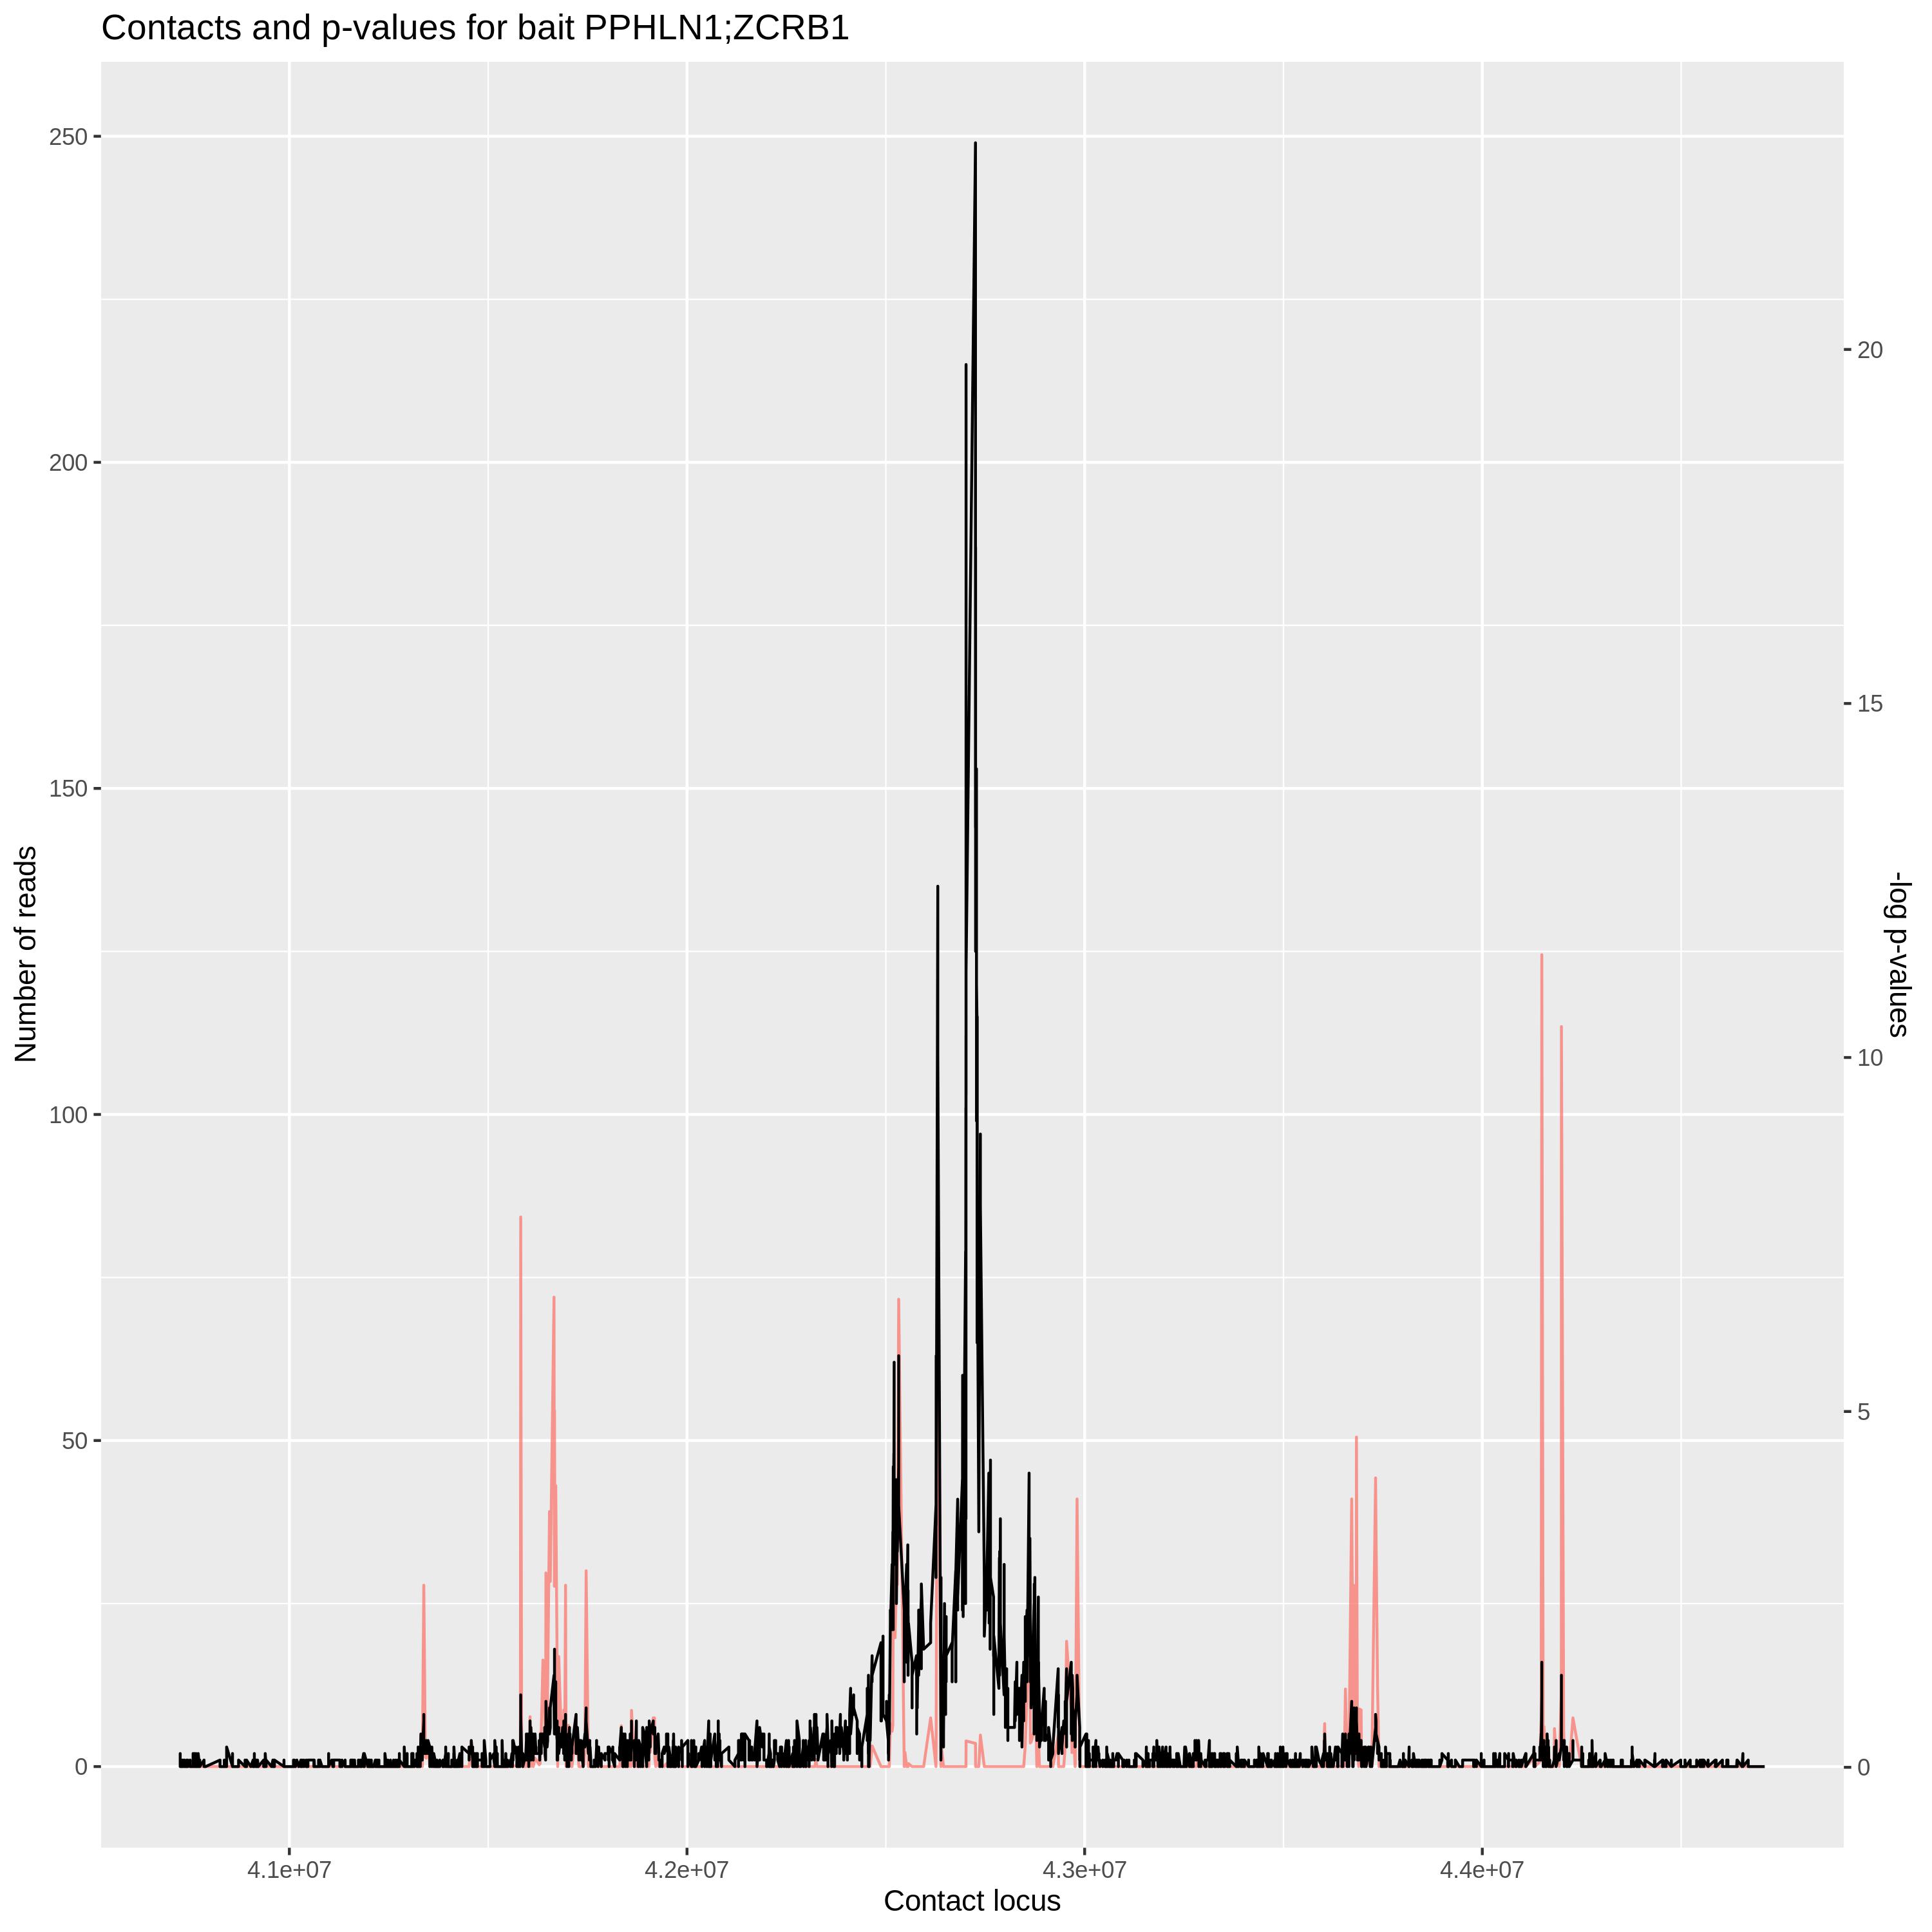 Contacts and p-values for bait PPHLN1;ZCRB1
250
200
150
100
50
0
Number of reads
20
15
10
5
0
-log p-values
4.1e+07
4.2e+07
4.3e+07
4.4e+07
Contact locus